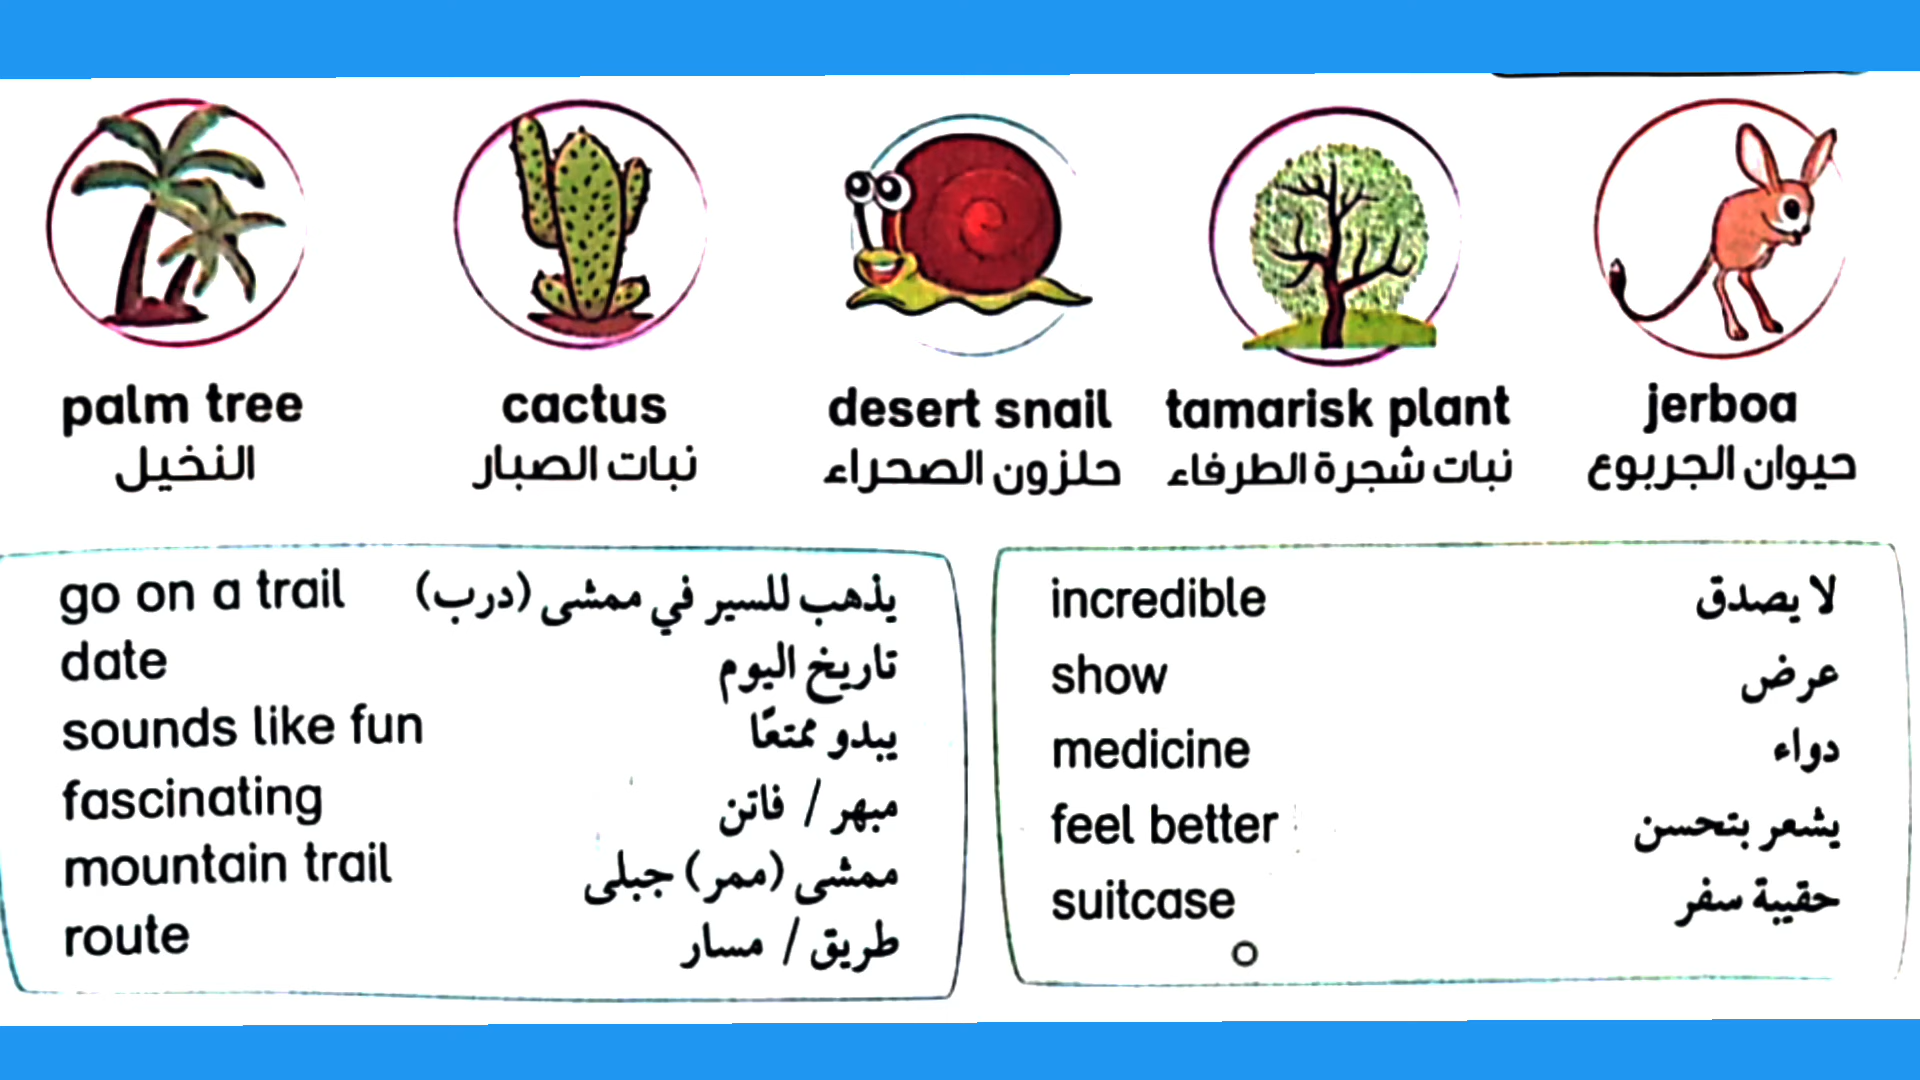 palm tree
النخيل
cactus
نبات الصبار
desert snail
حلزون الصحراء
tamarisk plant
نبات شجرة الطرفاء
jerboa
حيوان الجربوع
go on a trail يذهب للسير في ممشى (درب)
date تاريخ اليوم
sounds like fun يبدو ممتعًا
fascinating مبهر / فاتن
mountain trail ممشى (ممر) جبلى
route طريق / مسار
incredible لا يصدق
show عرض
medicine دواء
feel better يشعر بتحسن
suitcase حقيبة سفر